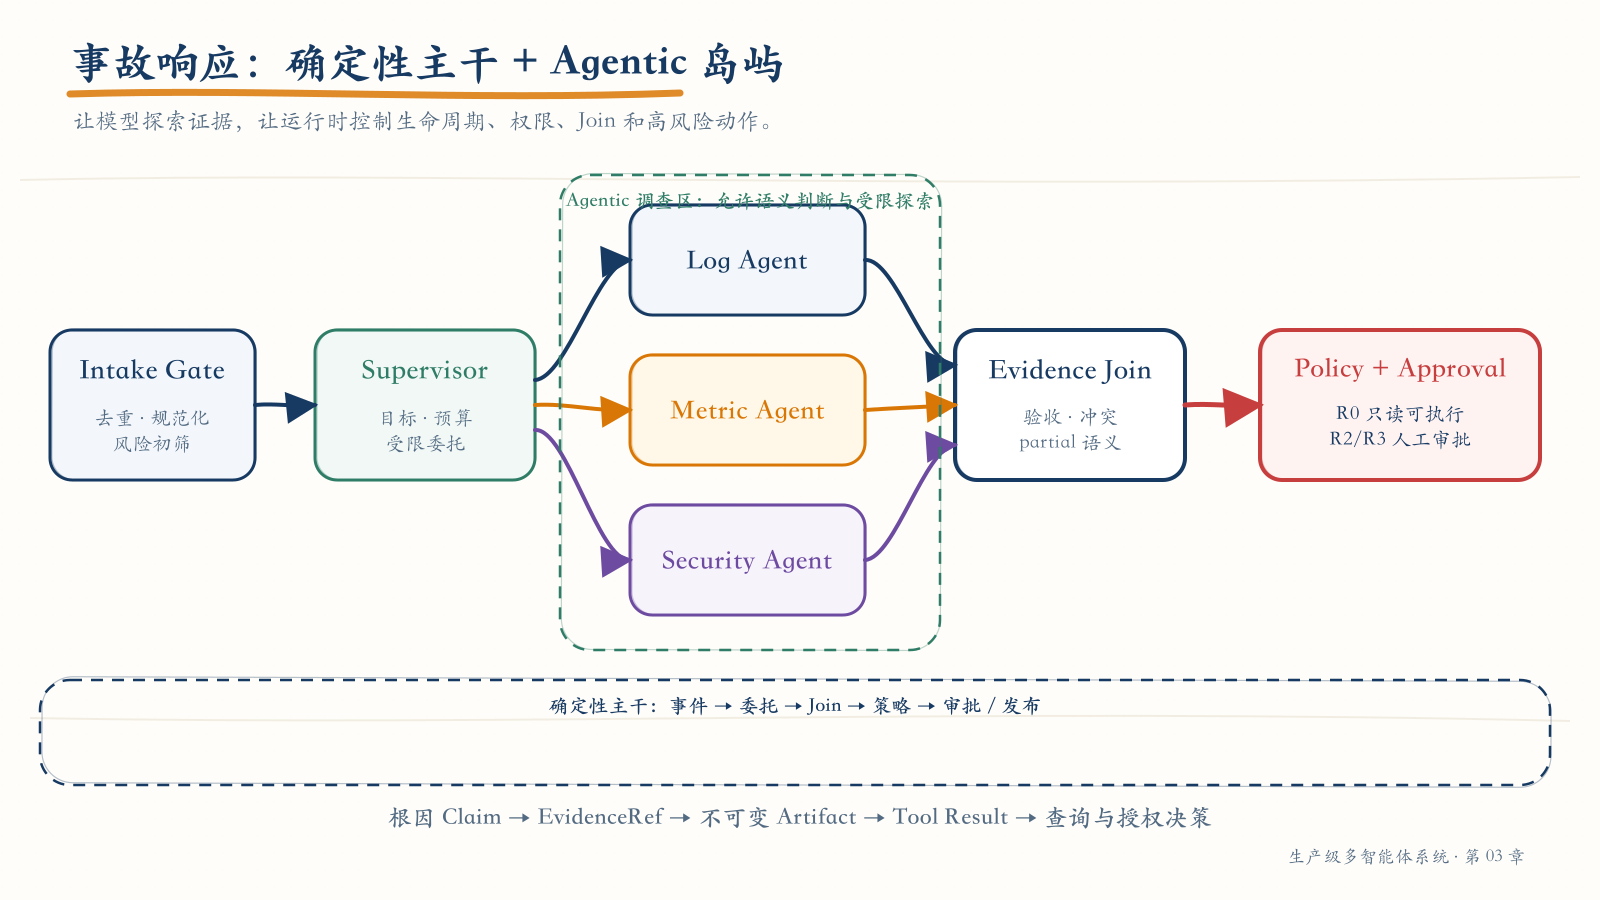 事故响应：确定性主干 + Agentic 岛屿
让模型探索证据，让运行时控制生命周期、权限、Join 和高风险动作。
Agentic 调查区：允许语义判断与受限探索
Log Agent
Intake Gate
去重 · 规范化
风险初筛
Supervisor
目标 · 预算
受限委托
Metric Agent
Security Agent
Evidence Join
验收 · 冲突
partial 语义
Policy + Approval
R0 只读可执行
R2/R3 人工审批
确定性主干：事件 → 委托 → Join → 策略 → 审批 / 发布
根因 Claim → EvidenceRef → 不可变 Artifact → Tool Result → 查询与授权决策
生产级多智能体系统 · 第 03 章